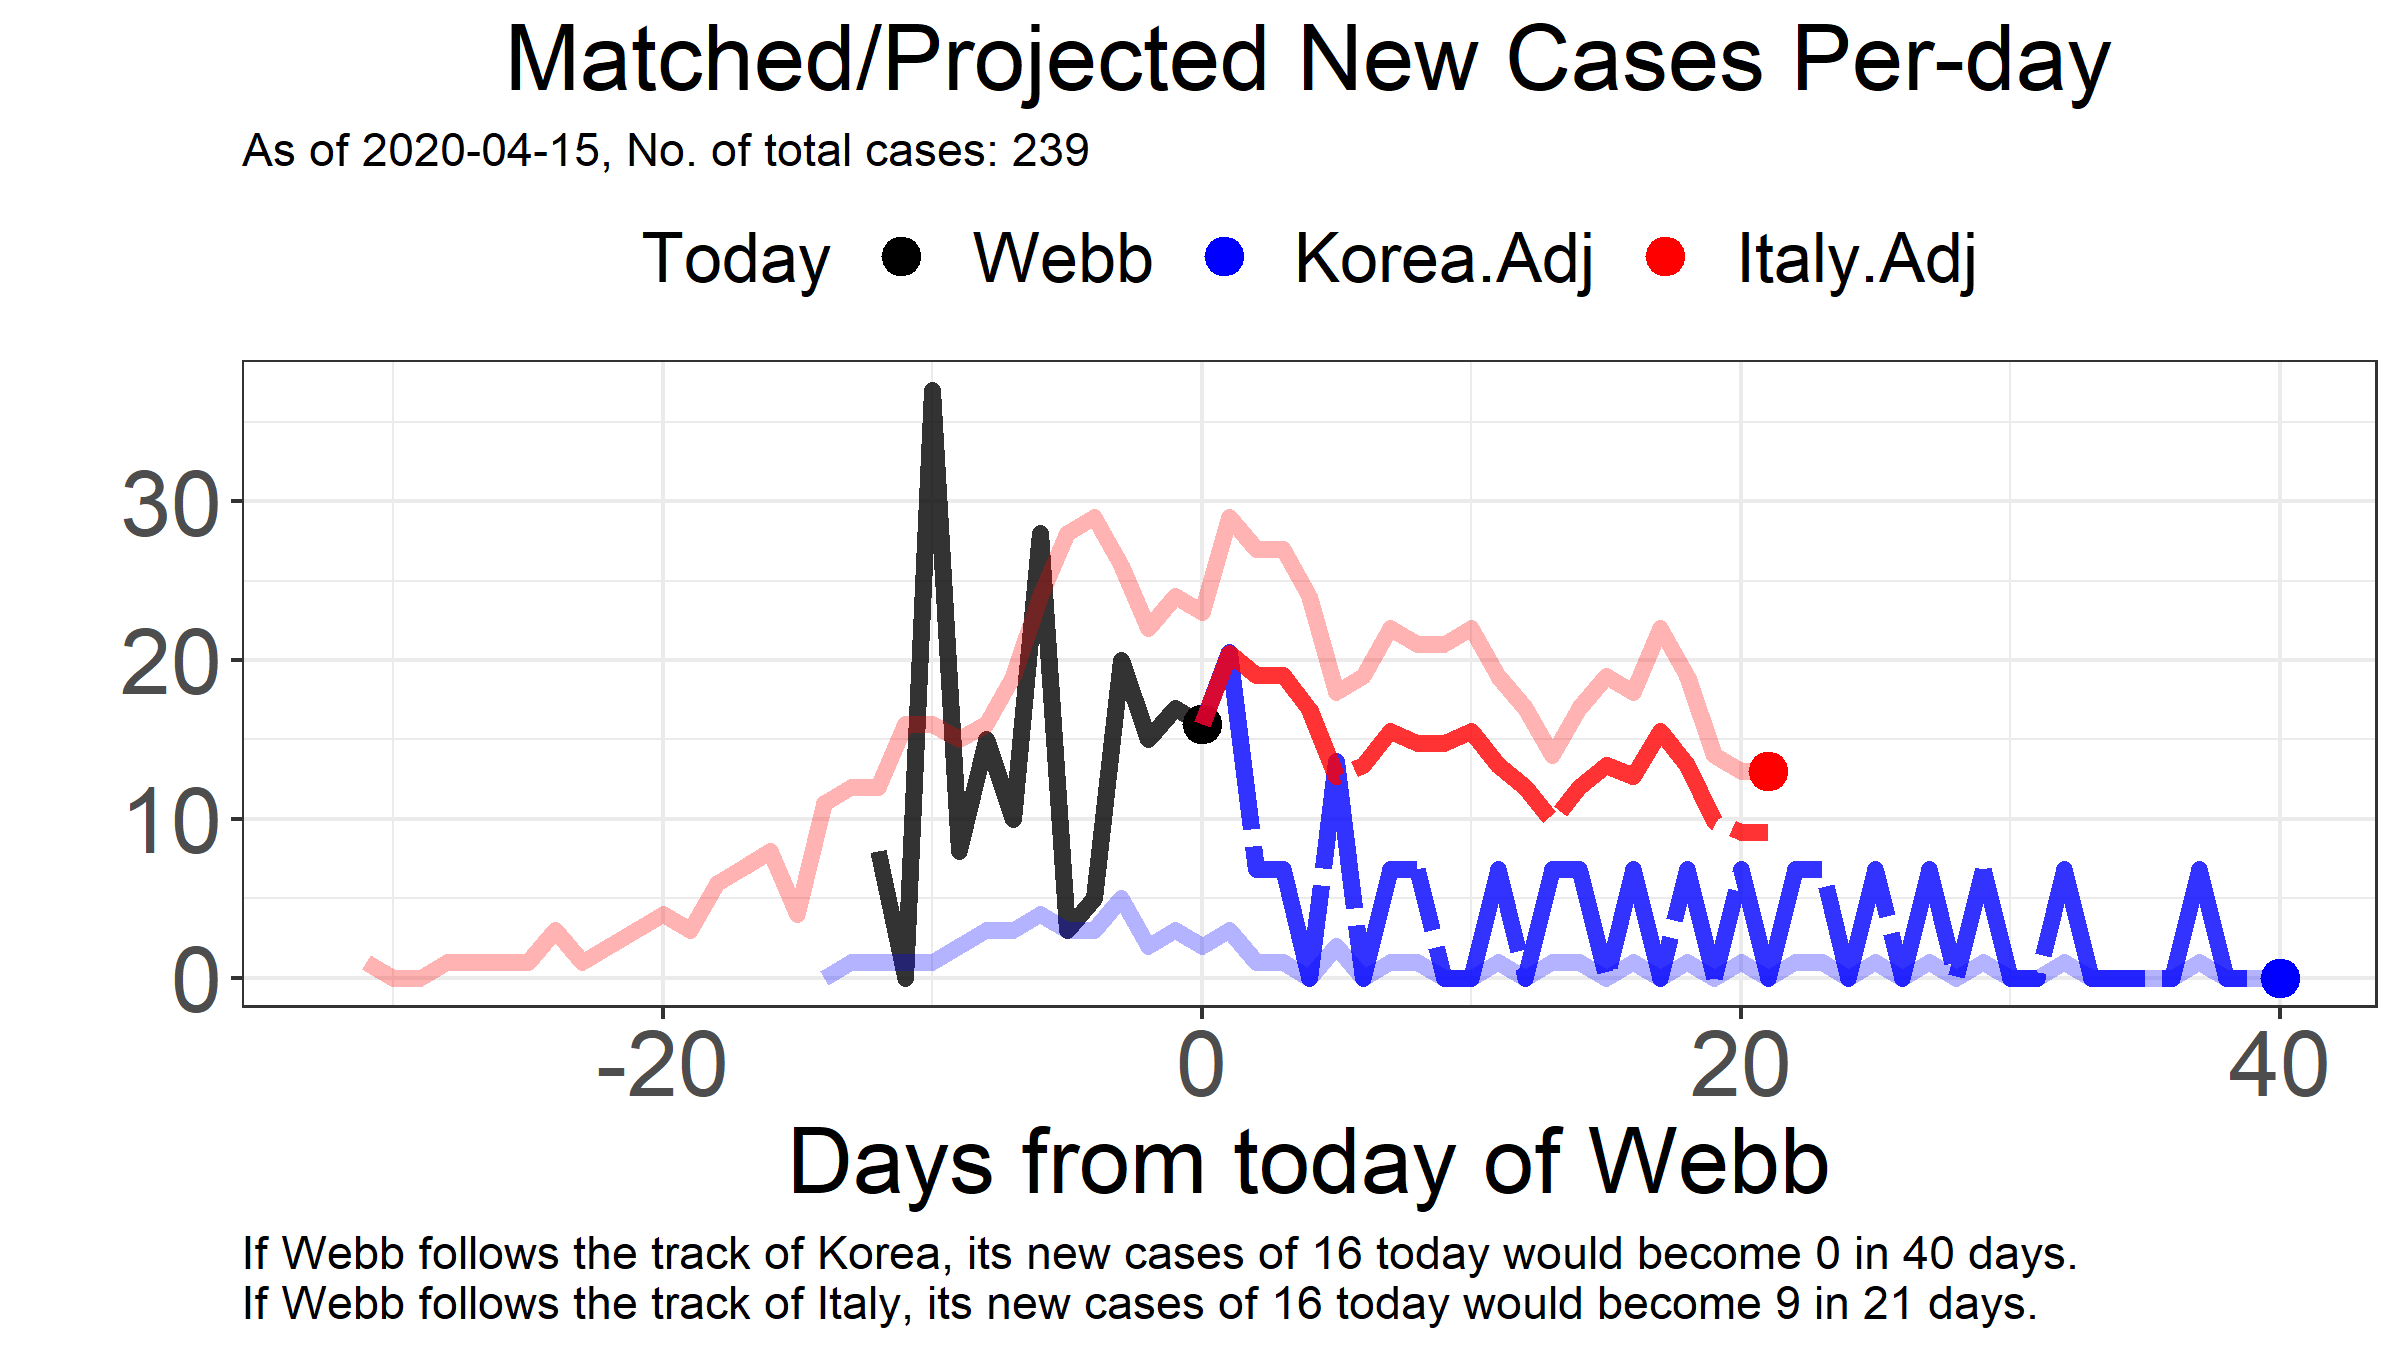 Matched/Projected New Cases Per-day
As of 2020-04-15, No. of total cases: 239
Today Webb Korea.Adj Italy.Adj
30
20
10
0
-20 0 20 40
Days from today of Webb
If Webb follows the track of Korea, its new cases of 16 today would become 0 in 40 days.
If Webb follows the track of Italy, its new cases of 16 today would become 9 in 21 days.